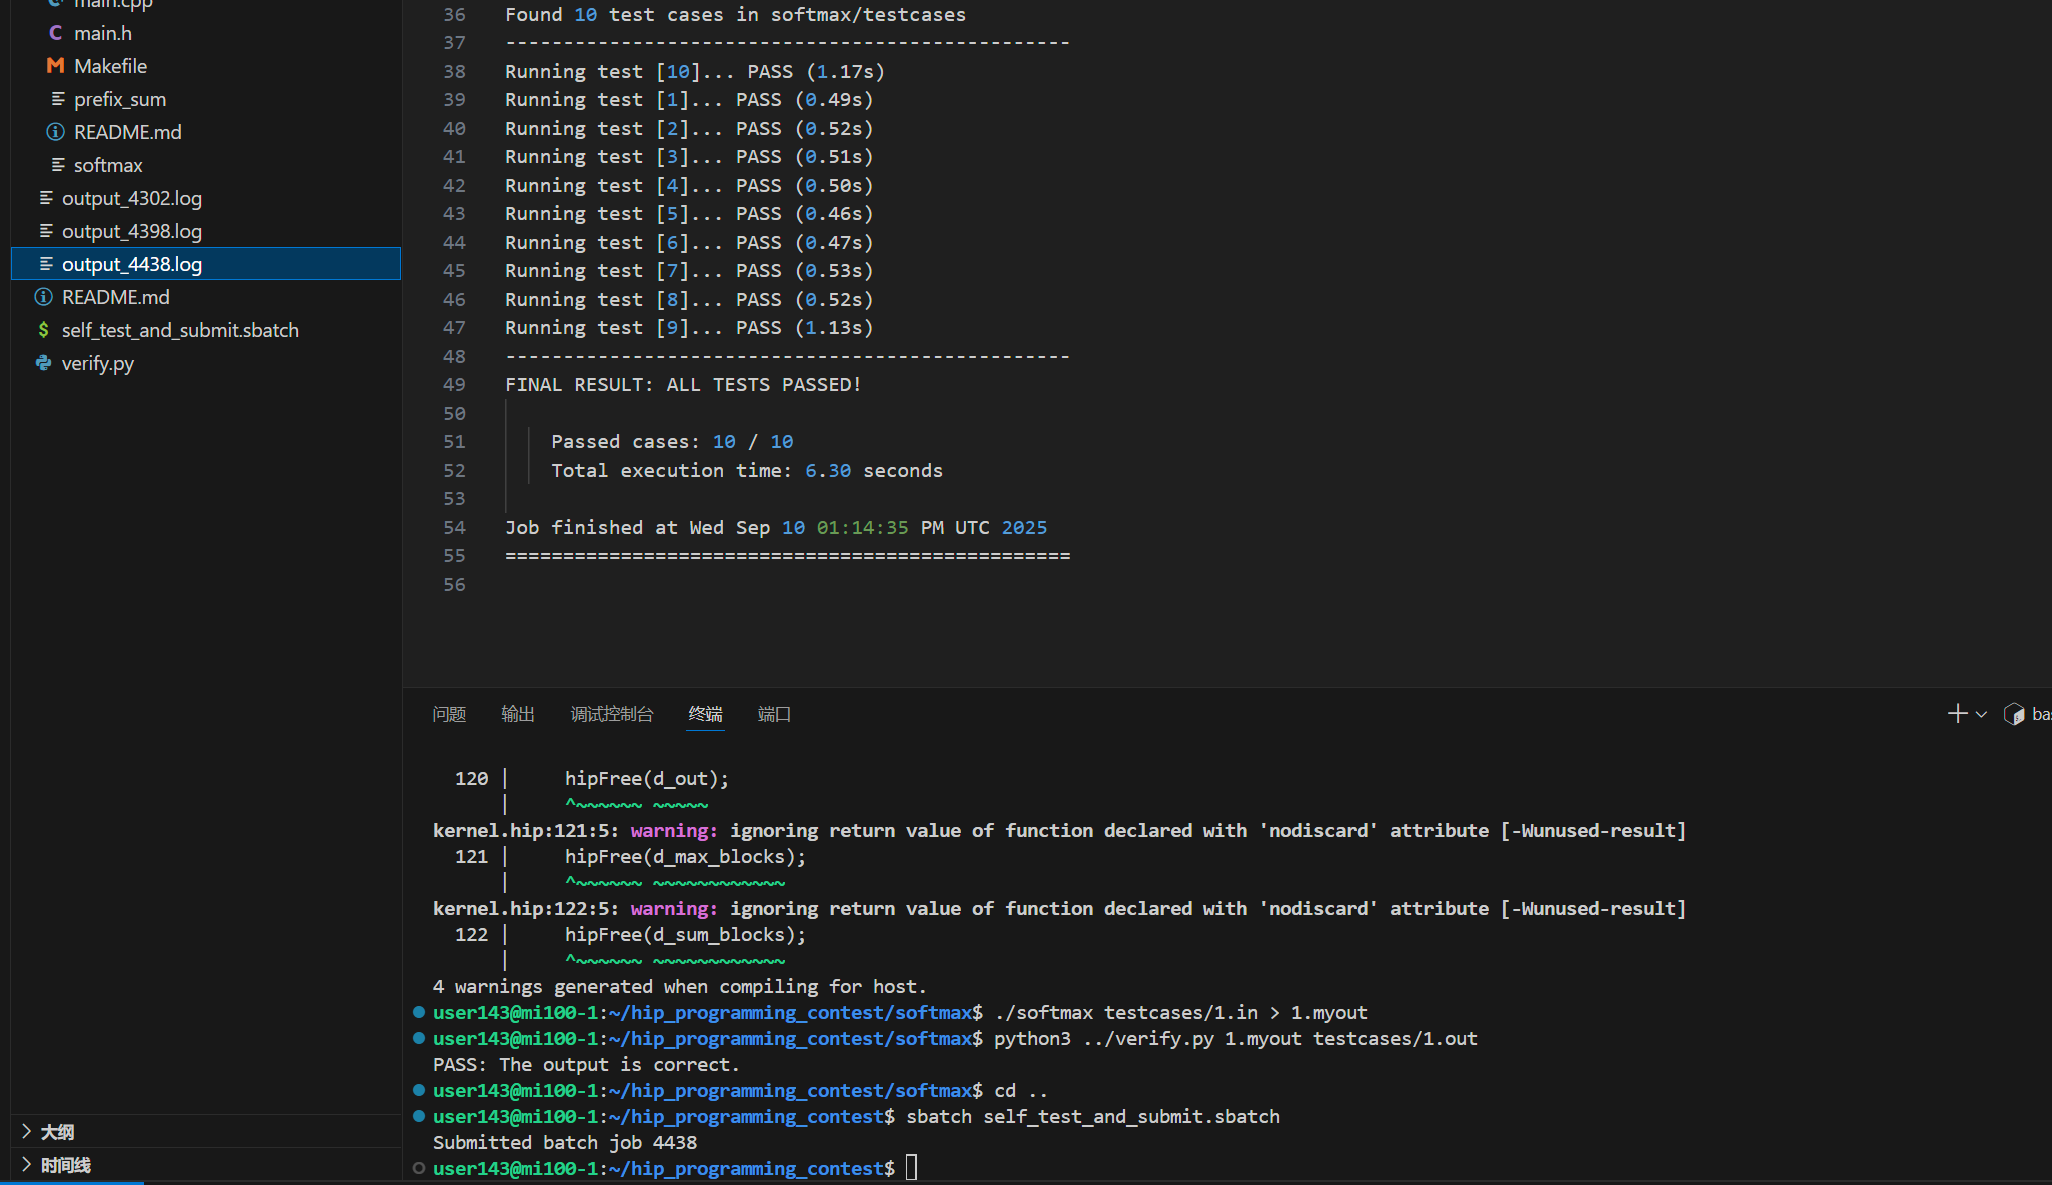 main.cpp
C main.h
Makefile
prefix_sum
README.md
softmax
output_4302.log
output_4398.log
output_4438.log
README.md
$ self_test_and_submit.sbatch
verify.py
大纲
时间线
36 Found 10 test cases in softmax/testcases
37 -------------------------------------------------
38 Running test [10]... PASS (1.17s)
39 Running test [1]... PASS (0.49s)
40 Running test [2]... PASS (0.52s)
41 Running test [3]... PASS (0.51s)
42 Running test [4]... PASS (0.50s)
43 Running test [5]... PASS (0.46s)
44 Running test [6]... PASS (0.47s)
45 Running test [7]... PASS (0.53s)
46 Running test [8]... PASS (0.52s)
47 Running test [9]... PASS (1.13s)
48 -------------------------------------------------
49 FINAL RESULT: ALL TESTS PASSED!
50
51 Passed cases: 10 / 10
52 Total execution time: 6.30 seconds
53
54 Job finished at Wed Sep 10 01:14:35 PM UTC 2025
55 =================================================
56
问题 输出 调试控制台 终端 端口
120 | hipFree(d_out);
| ^~~~~~~ ~~~~~
kernel.hip:121:5: warning: ignoring return value of function declared with 'nodiscard' attribute [-Wunused-result]
121 | hipFree(d_max_blocks);
| ^~~~~~~ ~~~~~~~~~~~~
kernel.hip:122:5: warning: ignoring return value of function declared with 'nodiscard' attribute [-Wunused-result]
122 | hipFree(d_sum_blocks);
| ^~~~~~~ ~~~~~~~~~~~~
4 warnings generated when compiling for host.
user143@mi100-1:~/hip_programming_contest/softmax$ ./softmax testcases/1.in > 1.myout
user143@mi100-1:~/hip_programming_contest/softmax$ python3 ../verify.py 1.myout testcases/1.out
PASS: The output is correct.
user143@mi100-1:~/hip_programming_contest/softmax$ cd ..
user143@mi100-1:~/hip_programming_contest$ sbatch self_test_and_submit.sbatch
Submitted batch job 4438
user143@mi100-1:~/hip_programming_contest$